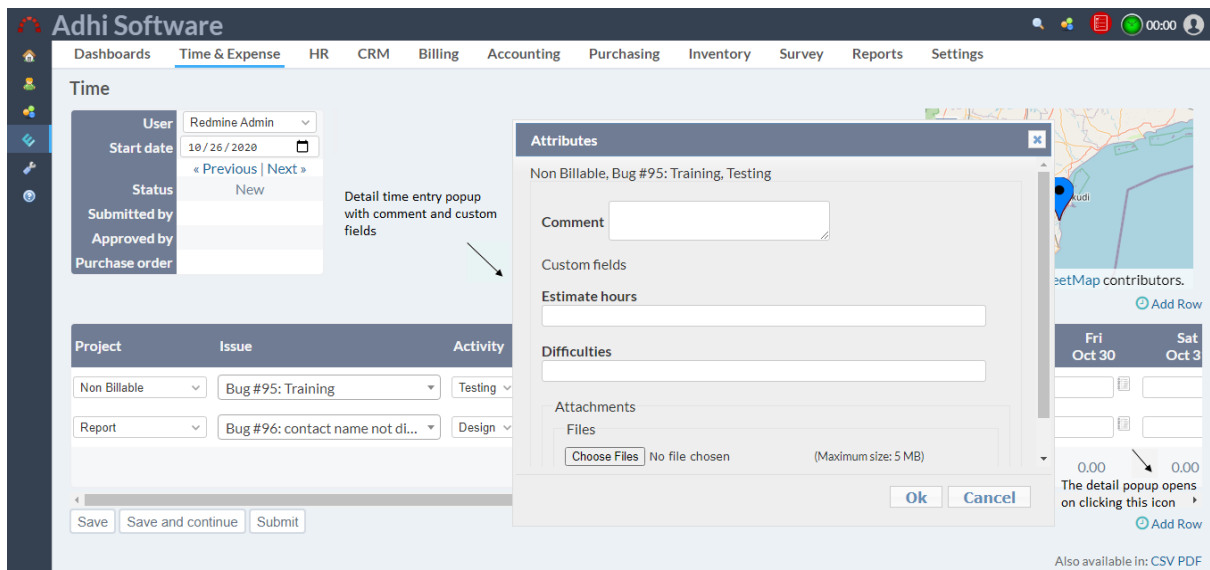 Adhi Software
00:00
Dashboards Time & Expense HR CRM Billing Accounting Purchasing Inventory Survey Reports Settings
Time
User Redmine Admin
Start date 10/26/2020
« Previous | Next »
Status New
Submitted by
Approved by
Purchase order
Detail time entry popup
with comment and custom
fields
Attributes
Non Billable, Bug #95: Training, Testing
Comment
Custom fields
Estimate hours
Difficulties
Attachments
Files
Choose Files No file chosen (Maximum size: 5 MB)
Ok Cancel
kudi
eetMap contributors.
Add Row
Project Issue Activity Fri Sat
Oct 30 Oct 3
Non Billable Bug #95: Training Testing
Report Bug #96: contact name not di... Design
0.00 0.00
The detail popup opens
on clicking this icon
Save Save and continue Submit
Add Row
Also available in: CSV PDF